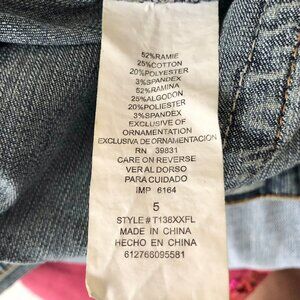 52%RAMIE
25%COTTON
20%POLYESTER
3%SPANDEX
52%RAMINA
25%ALGODON
20%POLIESTER
3%SPANDEX
EXCLUSIVE OF
ORNAMENTATION
EXCLUSIVA DE ORNAMENTACION
RN 39831
CARE ON REVERSE
VER AL DORSO
PARA CUIDADO
IMP 6164
5
STYLE# T138XXFL
MADE IN CHINA
HECHO EN CHINA
612766095581